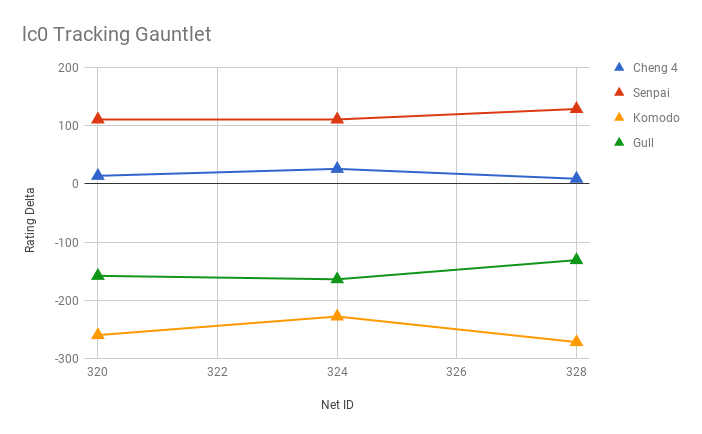 lc0 Tracking Gauntlet
Cheng 4
Senpai
Komodo
Gull
Rating Delta
200
100
0
-100
-200
-300
320
322
324
326
328
Net ID